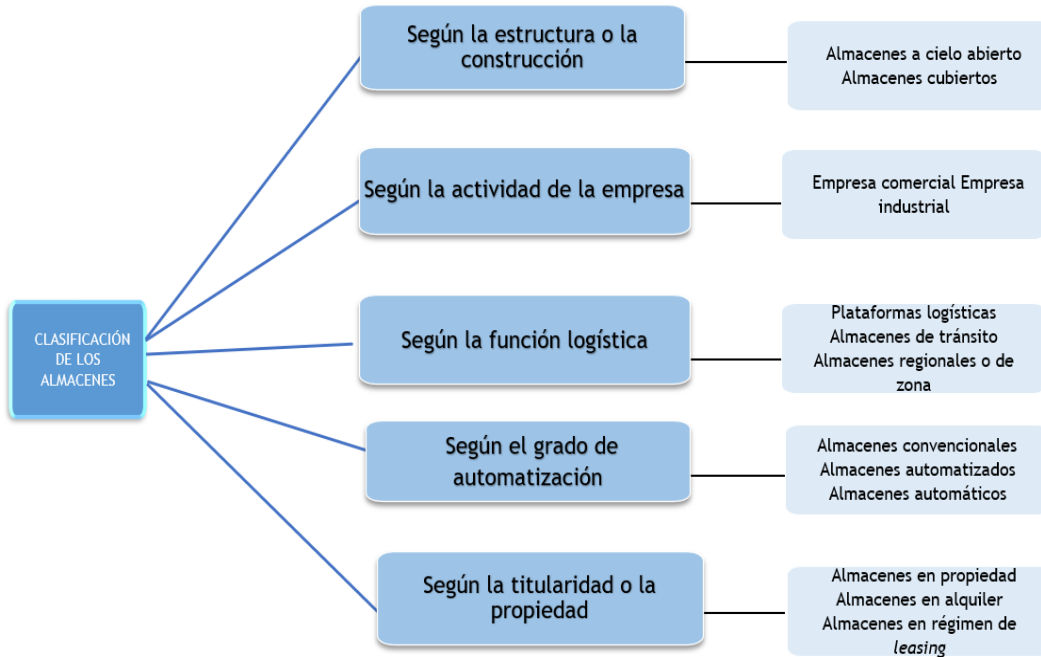 CLASIFICACIÓN
DE LOS
ALMACENES
Según la estructura o la
construcción
Almacenes a cielo abierto
Almacenes cubiertos
Según la actividad de la empresa
Empresa comercial Empresa
industrial
Según la función logística
Plataformas logísticas
Almacenes de tránsito
Almacenes regionales o de
zona
Según el grado de
automatización
Almacenes convencionales
Almacenes automatizados
Almacenes automáticos
Según la titularidad o la
propiedad
Almacenes en propiedad
Almacenes en alquiler
Almacenes en régimen de
leasing